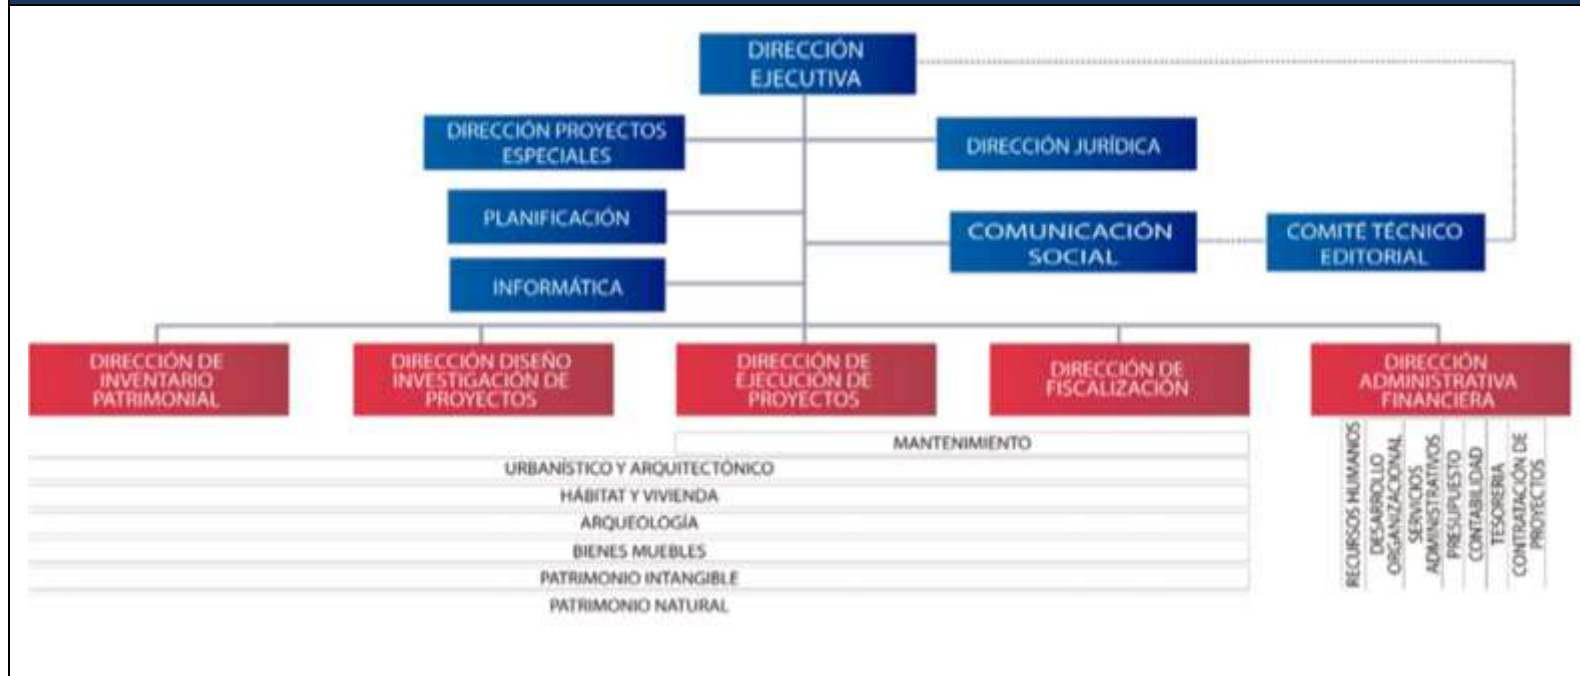 DIRECCIÓN
EJECUTIVA
DIRECCIÓN PROYECTOS
ESPECIALES
DIRECCIÓN JURÍDICA
PLANIFICACIÓN
COMUNICACIÓN
SOCIAL
COMITÉ TÉCNICO
EDITORIAL
INFORMÁTICA
DIRECCIÓN DE
INVENTARIO
PATRIMONIAL
DIRECCIÓN DISEÑO
INVESTIGACIÓN DE
PROYECTOS
DIRECCIÓN DE
EJECUCIÓN DE
PROYECTOS
DIRECCIÓN DE
FISCALIZACIÓN
DIRECCIÓN
ADMINISTRATIVA
FINANCIERA
MANTENIMIENTO
URBANÍSTICO Y ARQUITECTÓNICO
HÁBITAT Y VIVIENDA
ARQUEOLOGÍA
BIENES MUEBLES
PATRIMONIO INTANGIBLE
PATRIMONIO NATURAL
RECURSOS HUMANOS
DESARROLLO
ORGANIZACIONAL
SERVICIOS
ADMINISTRATIVOS
PRESUPUESTO
CONTABILIDAD
TESORERIA
CONTRATACIÓN DE
PROYECTOS